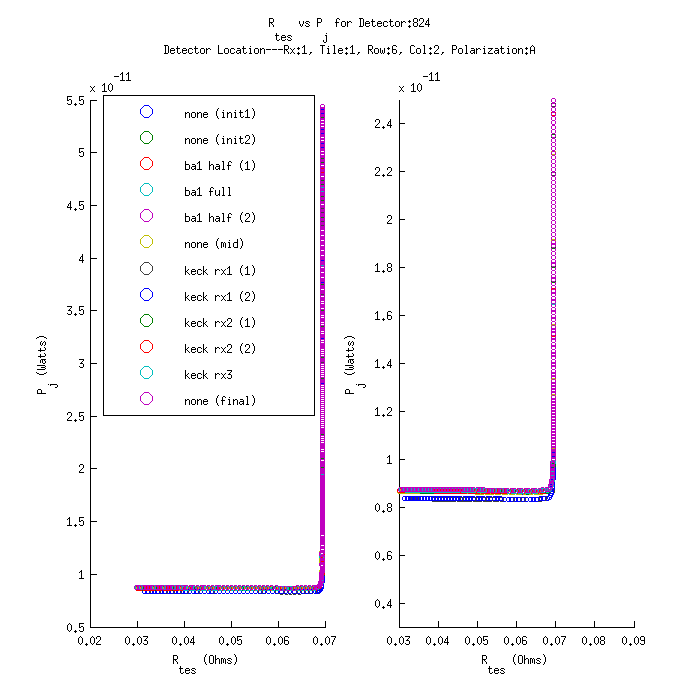 R tes vs P j for Detector:824
Detector Location---Rx:1, Tile:1, Row:6, Col:2, Polarization:A
x 10 -11
5.5
5
4.5
4
3.5
3
2.5
2
1.5
1
0.5
P j (Watts)
none (init1)
none (init2)
ba1 half (1)
ba1 full
ba1 half (2)
none (mid)
keck rx1 (1)
keck rx1 (2)
keck rx2 (1)
keck rx2 (2)
keck rx3
none (final)
0.02 0.03 0.04 0.05 0.06 0.07
R tes (Ohms)
x 10 -11
2.4
2.2
2
1.8
1.6
1.4
1.2
1
0.8
0.6
0.4
P j (Watts)
0.03 0.04 0.05 0.06 0.07 0.08 0.09
R tes (Ohms)